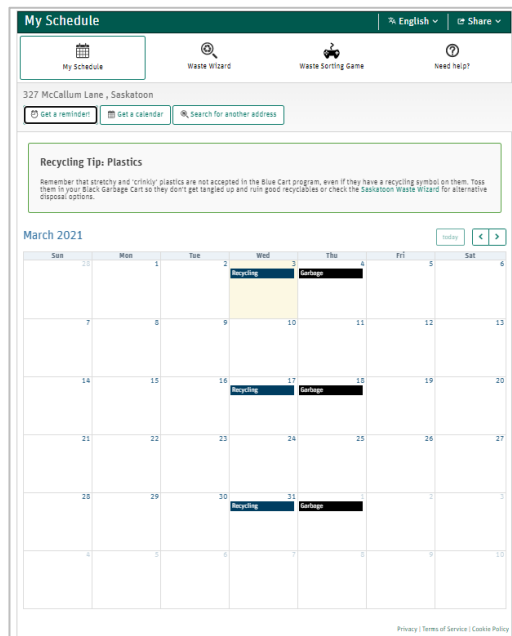 My Schedule
English
Share
My Schedule
Waste Wizard
Waste Sorting Game
Need help?
327 McCallum Lane , Saskatoon
Get a reminder!
Get a calendar
Search for another address
Recycling Tip: Plastics
Remember that stretchy and 'crinkly' plastics are not accepted in the Blue Cart program, even if they have a recycling symbol on them. Toss
them in your Black Garbage Cart so they don't get tangled up and ruin good recyclables or check the Saskatoon Waste Wizard for alternative
disposal options.
March 2021
today < >
Sun Mon Tue Wed Thu Fri Sat
28 1 2 3 4 5 6
Recycling Garbage
7 8 9 10 11 12 13
14 15 16 17 18 19 20
Recycling Garbage
21 22 23 24 25 26 27
28 29 30 31 1 2 3
Recycling Garbage
4 5 6 7 8 9 10
Privacy | Terms of Service | Cookie Policy